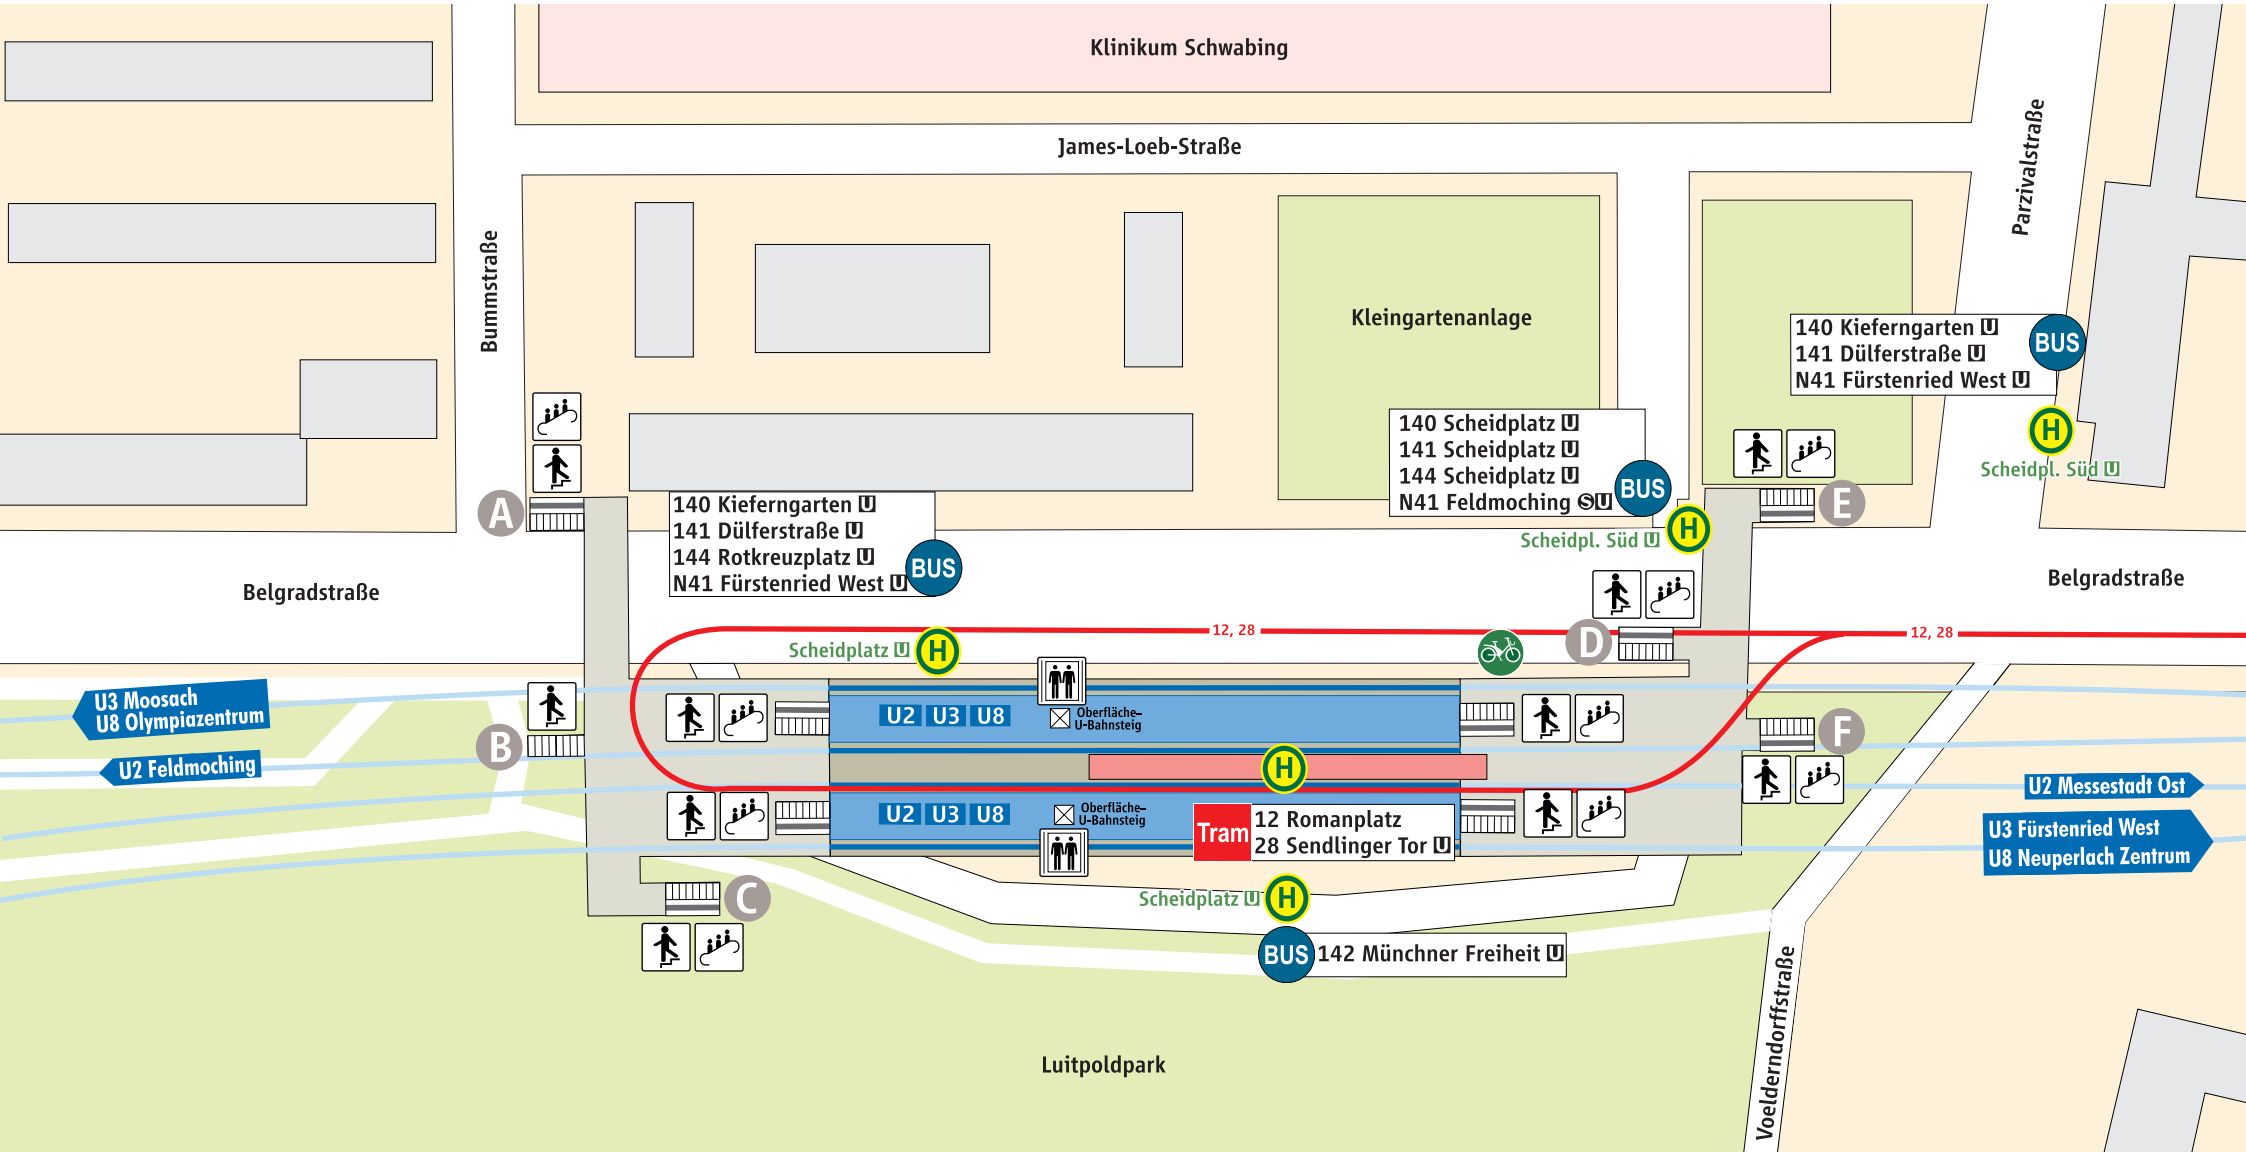 Klinikum Schwabing
James-Loeb-Straße
Parzivalstraße
Bummstraße
Kleingartenanlage
140 Kieferngarten U
141 Dülferstraße U
N41 Fürstenried West U
BUS
H
Scheidpl. Süd U
140 Scheidplatz U
141 Scheidplatz U
144 Scheidplatz U
N41 Feldmoching S U
BUS
H
Scheidpl. Süd U
A
E
140 Kieferngarten U
141 Dülferstraße U
144 Rotkreuzplatz U
N41 Fürstenried West U
BUS
Belgradstraße
Belgradstraße
Scheidplatz U
H
12, 28
12, 28
D
U3 Moosach
U8 Olympiazentrum
U2 Feldmoching
B
F
U2 U3 U8
Oberfläche–
U-Bahnsteig
H
U2 U3 U8
Oberfläche–
U-Bahnsteig
Tram
12 Romanplatz
28 Sendlinger Tor U
U2 Messestadt Ost
U3 Fürstenried West
U8 Neuperlach Zentrum
C
Scheidplatz U
H
BUS
142 Münchner Freiheit U
Voelderndorffstraße
Luitpoldpark